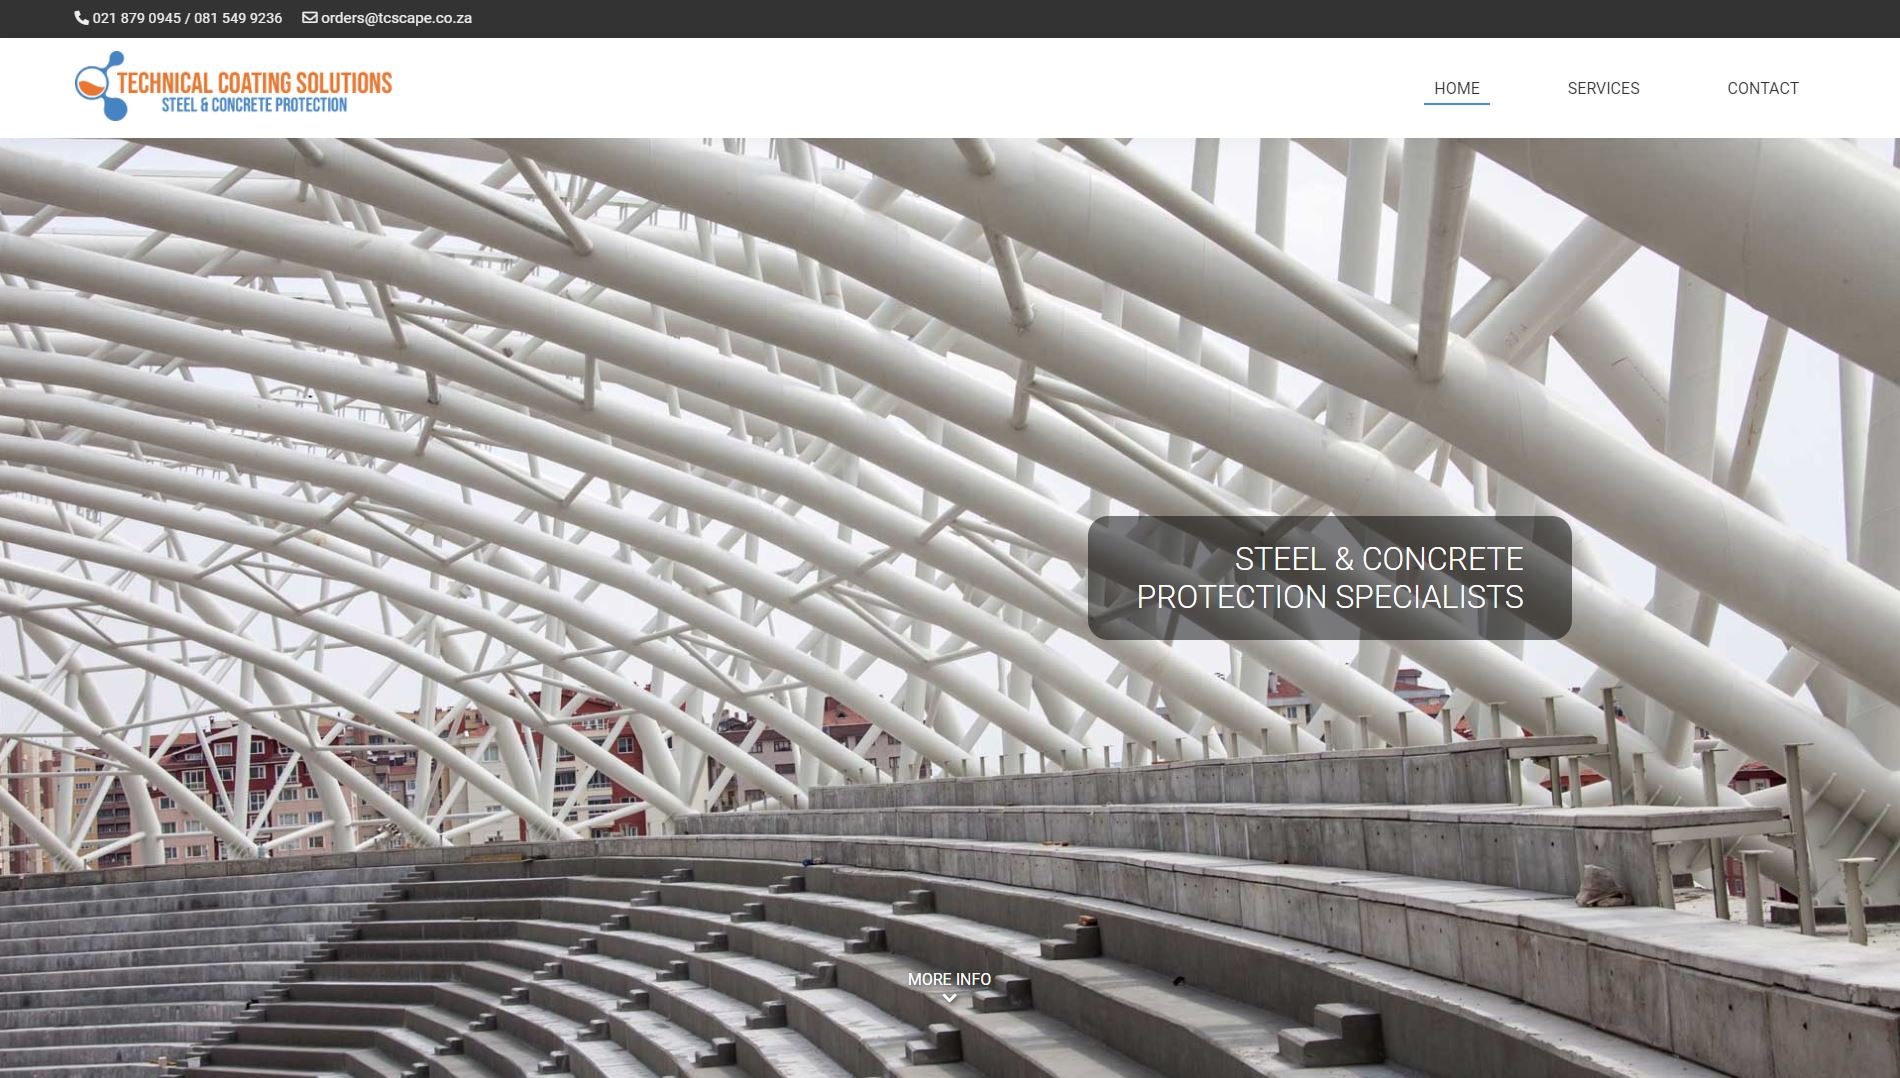 021 879 0945 / 081 549 9236 orders@tcscape.co.za
TECHNICAL COATING SOLUTIONS
STEEL & CONCRETE PROTECTION
HOME SERVICES CONTACT
STEEL & CONCRETE
PROTECTION SPECIALISTS
MORE INFO